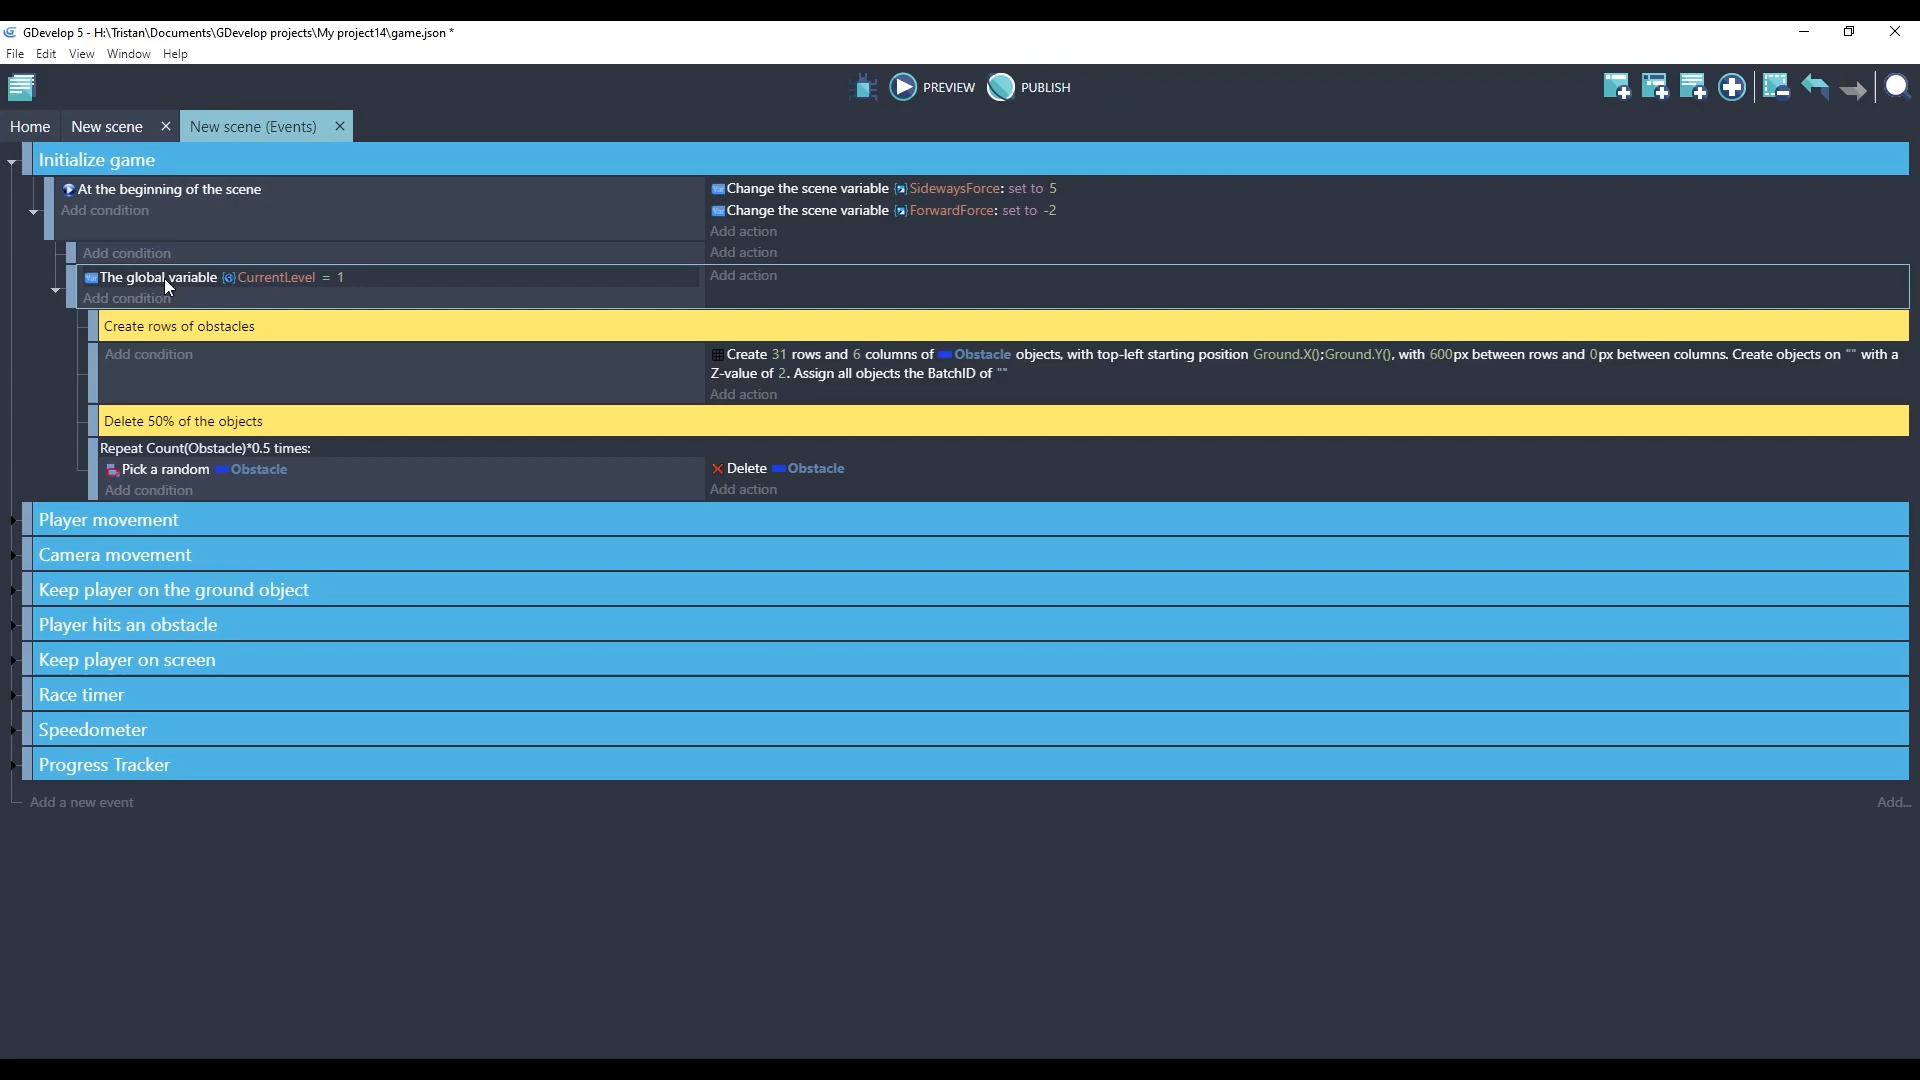 GDevelop 5 - H:\Tristan\Documents\GDevelop projects\My project14\game.json *
File Edit View Window Help
PREVIEW PUBLISH
Home New scene × New scene (Events) ×
Initialize game
At the beginning of the scene
Add condition
Change the scene variable SidewaysForce: set to 5
Change the scene variable ForwardForce: set to -2
Add action
Add condition
Add action
The global variable CurrentLevel = 1
Add condition
Add action
Create rows of obstacles
Add condition
Create 31 rows and 6 columns of Obstacle objects, with top-left starting position Ground.X();Ground.Y(), with 600px between rows and 0px between columns. Create objects on "" with a
Z-value of 2. Assign all objects the BatchID of ""
Add action
Delete 50% of the objects
Repeat Count(Obstacle)*0.5 times:
Pick a random Obstacle
Add condition
Delete Obstacle
Add action
Player movement
Camera movement
Keep player on the ground object
Player hits an obstacle
Keep player on screen
Race timer
Speedometer
Progress Tracker
Add a new event
Add...